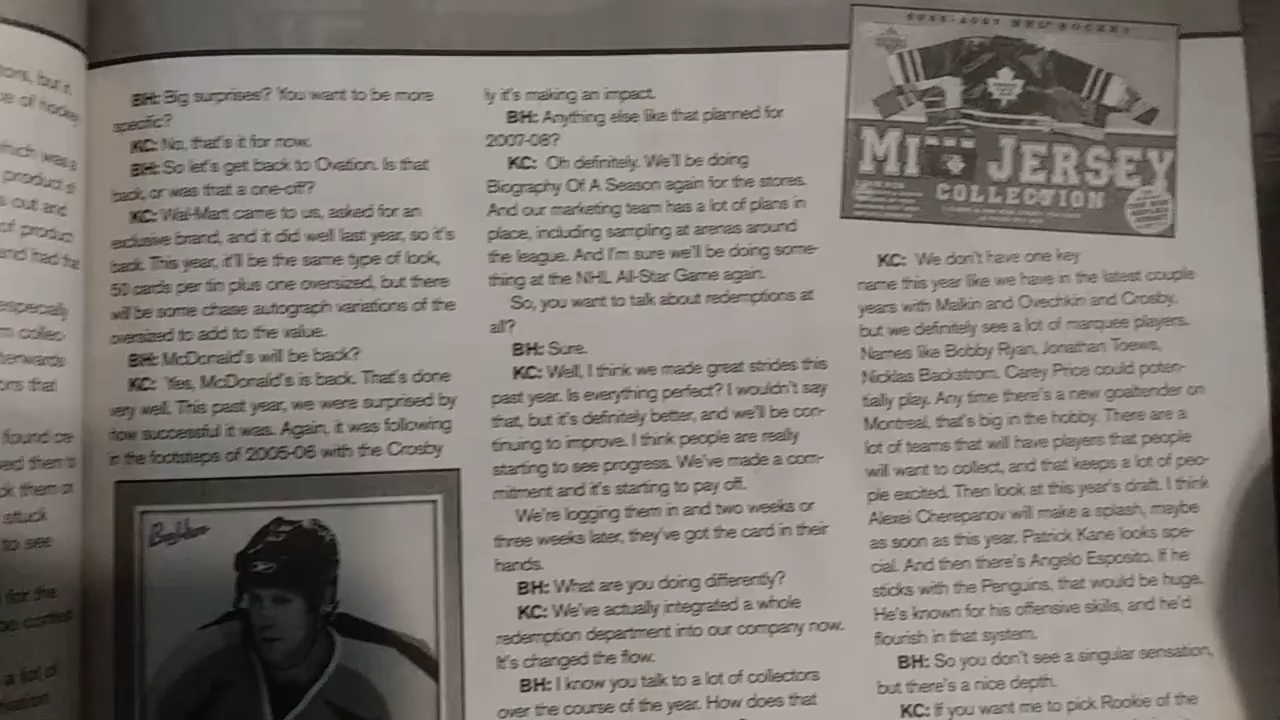 BH: Big surprises? You want to be more
specific?
KC: No, that's it for now.
BH: So let's get back to Ovation. Is that
back, or was that a one-off?
KC: Wal-Mart came to us, asked for an
exclusive brand, and it did well last year, so it's
back. This year, it'll be the same type of look,
50 cards per tin plus one oversized, but there
will be some chase autograph variations of the
oversized to add to the value.
BH: McDonald's will be back?
KC: Yes, McDonald's is back. That's done
very well. This past year, we were surprised by
how successful it was. Again, it was following
in the footsteps of 2005-06 with the Crosby
ly it's making an impact.
BH: Anything else like that planned for
2007-08?
KC: Oh definitely. We'll be doing
Biography Of A Season again for the stores.
And our marketing team has a lot of plans in
place, including sampling at arenas around
the league. And I'm sure we'll be doing some-
thing at the NHL All-Star Game again.
So, you want to talk about redemptions at
all?
BH: Sure.
KC: Well, I think we made great strides this
past year. Is everything perfect? I wouldn't say
that, but it's definitely better, and we'll be con-
tinuing to improve. I think people are really
starting to see progress. We've made a com-
mitment and it's starting to pay off.
We're logging them in and two weeks or
three weeks later, they've got the card in their
hands.
BH: What are you doing differently?
KC: We've actually integrated a whole
redemption department into our company now.
It's changed the flow.
BH: I know you talk to a lot of collectors
over the course of the year. How does that
MI JERSEY
COLLECTION
KC: We don't have one key
name this year like we have in the latest couple
years with Malkin and Ovechkin and Crosby,
but we definitely see a lot of marquee players.
Names like Bobby Ryan, Jonathan Toews,
Nicklas Backstrom. Carey Price could poten-
tially play. Any time there's a new goaltender on
Montreal, that's big in the hobby. There are a
lot of teams that will have players that people
will want to collect, and that keeps a lot of peo-
ple excited. Then look at this year's draft. I think
Alexei Cherepanov will make a splash, maybe
as soon as this year. Patrick Kane looks spe-
cial. And then there's Angelo Esposito. If he
sticks with the Penguins, that would be huge.
He's known for his offensive skills, and he'd
flourish in that system.
BH: So you don't see a singular sensation,
but there's a nice depth.
KC: If you want me to pick Rookie of the